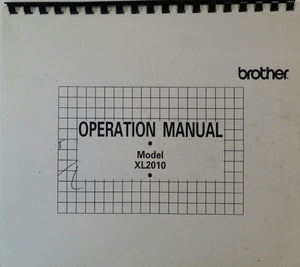 brother
OPERATION MANUAL
Model
XL2010